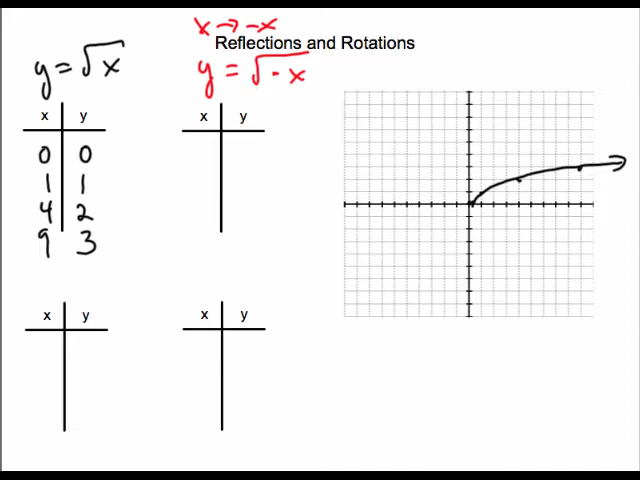 x → -x
Reflections and Rotations
y = √x
y = √-x
x y
0 0
1 1
4 2
9 3
x y
x y
x y